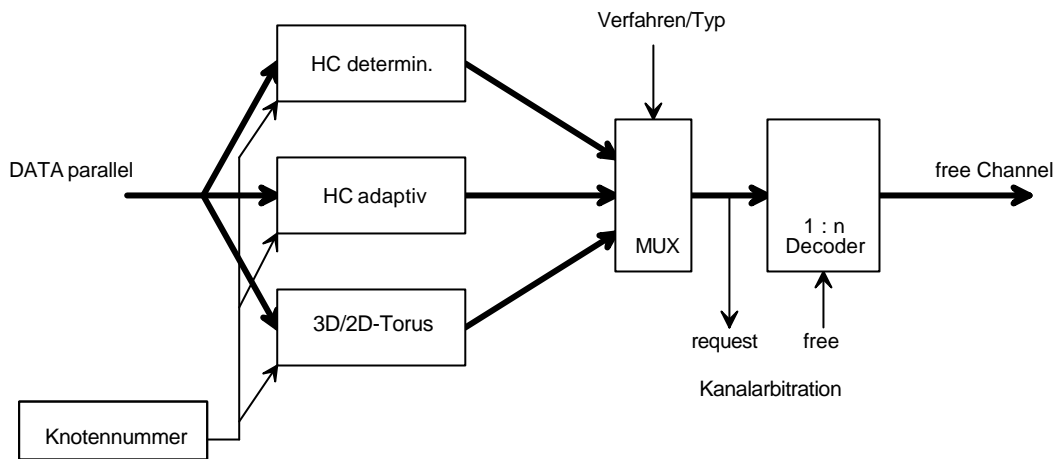 Verfahren/Typ
HC determin.
DATA parallel
HC adaptiv
free Channel
MUX
1 : n
Decoder
3D/2D-Torus
request
free
Kanalarbitration
Knotennummer